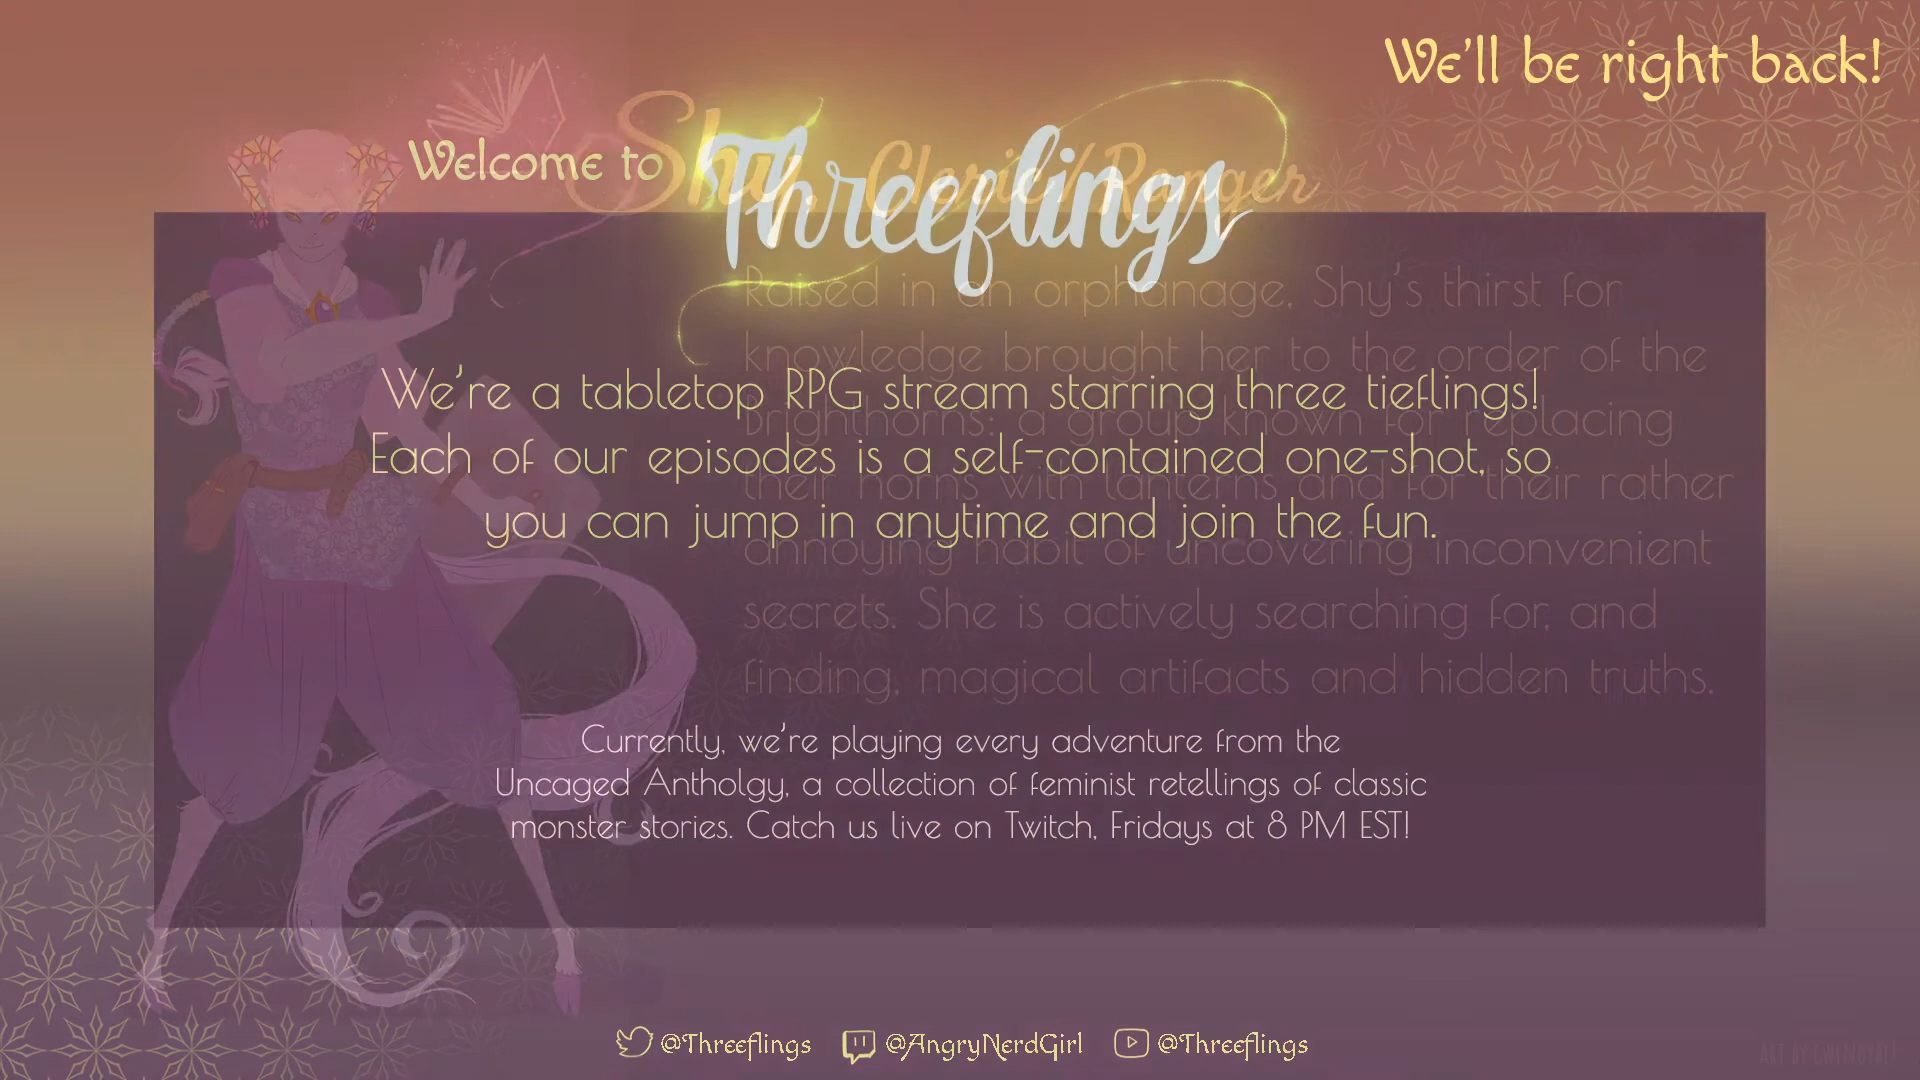 We'll be right back!
Welcome to Threeflings
Shy, Cleric / Ranger
Raised in an orphanage, Shy's thirst for
knowledge brought her to the order of the
Brighthorns: a group known for replacing
their horns with lanterns and for their rather
annoying habit of uncovering inconvenient
secrets. She is actively searching for, and
finding, magical artifacts and hidden truths.
We're a tabletop RPG stream starring three tieflings!
Each of our episodes is a self-contained one-shot, so
you can jump in anytime and join the fun.
Currently, we're playing every adventure from the
Uncaged Antholgy, a collection of feminist retellings of classic
monster stories. Catch us live on Twitch, Fridays at 8 PM EST!
@Threeflings @AngryNerdGirl @Threeflings
ART BY